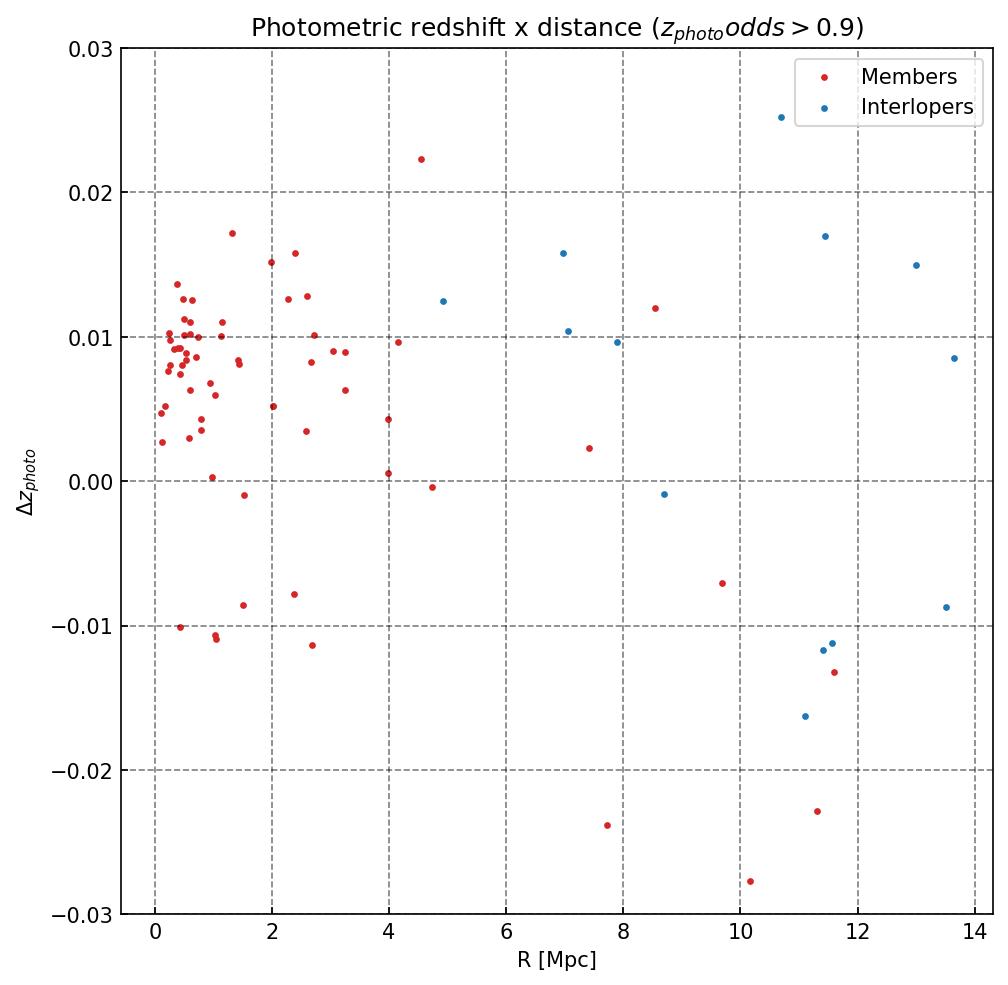 Photometric redshift x distance (z_photo odds > 0.9)
Members
Interlopers
0.03
0.02
0.01
0.00
−0.01
−0.02
−0.03
Δz_photo
0 2 4 6 8 10 12 14
R [Mpc]